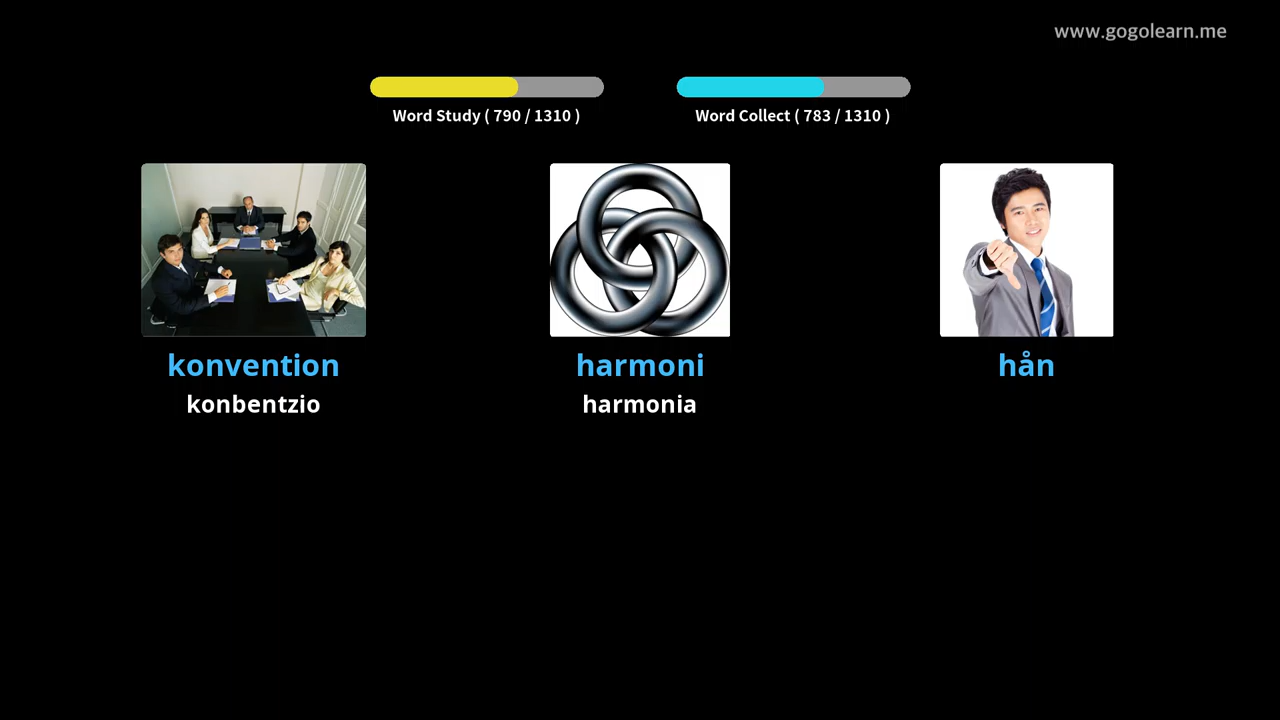 www.gogolearn.me
Word Study ( 790 / 1310 )
Word Collect ( 783 / 1310 )
konvention
konbentzio
harmoni
harmonia
hån